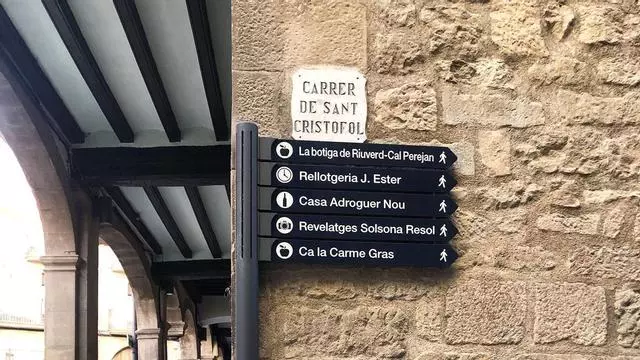 CARRER
DE SANT
CRISTOFOL
La botiga de Riuverd-Cal Perejan
Rellotgeria J. Ester
Casa Adroguer Nou
Revelatges Solsona Resol
Ca la Carme Gras